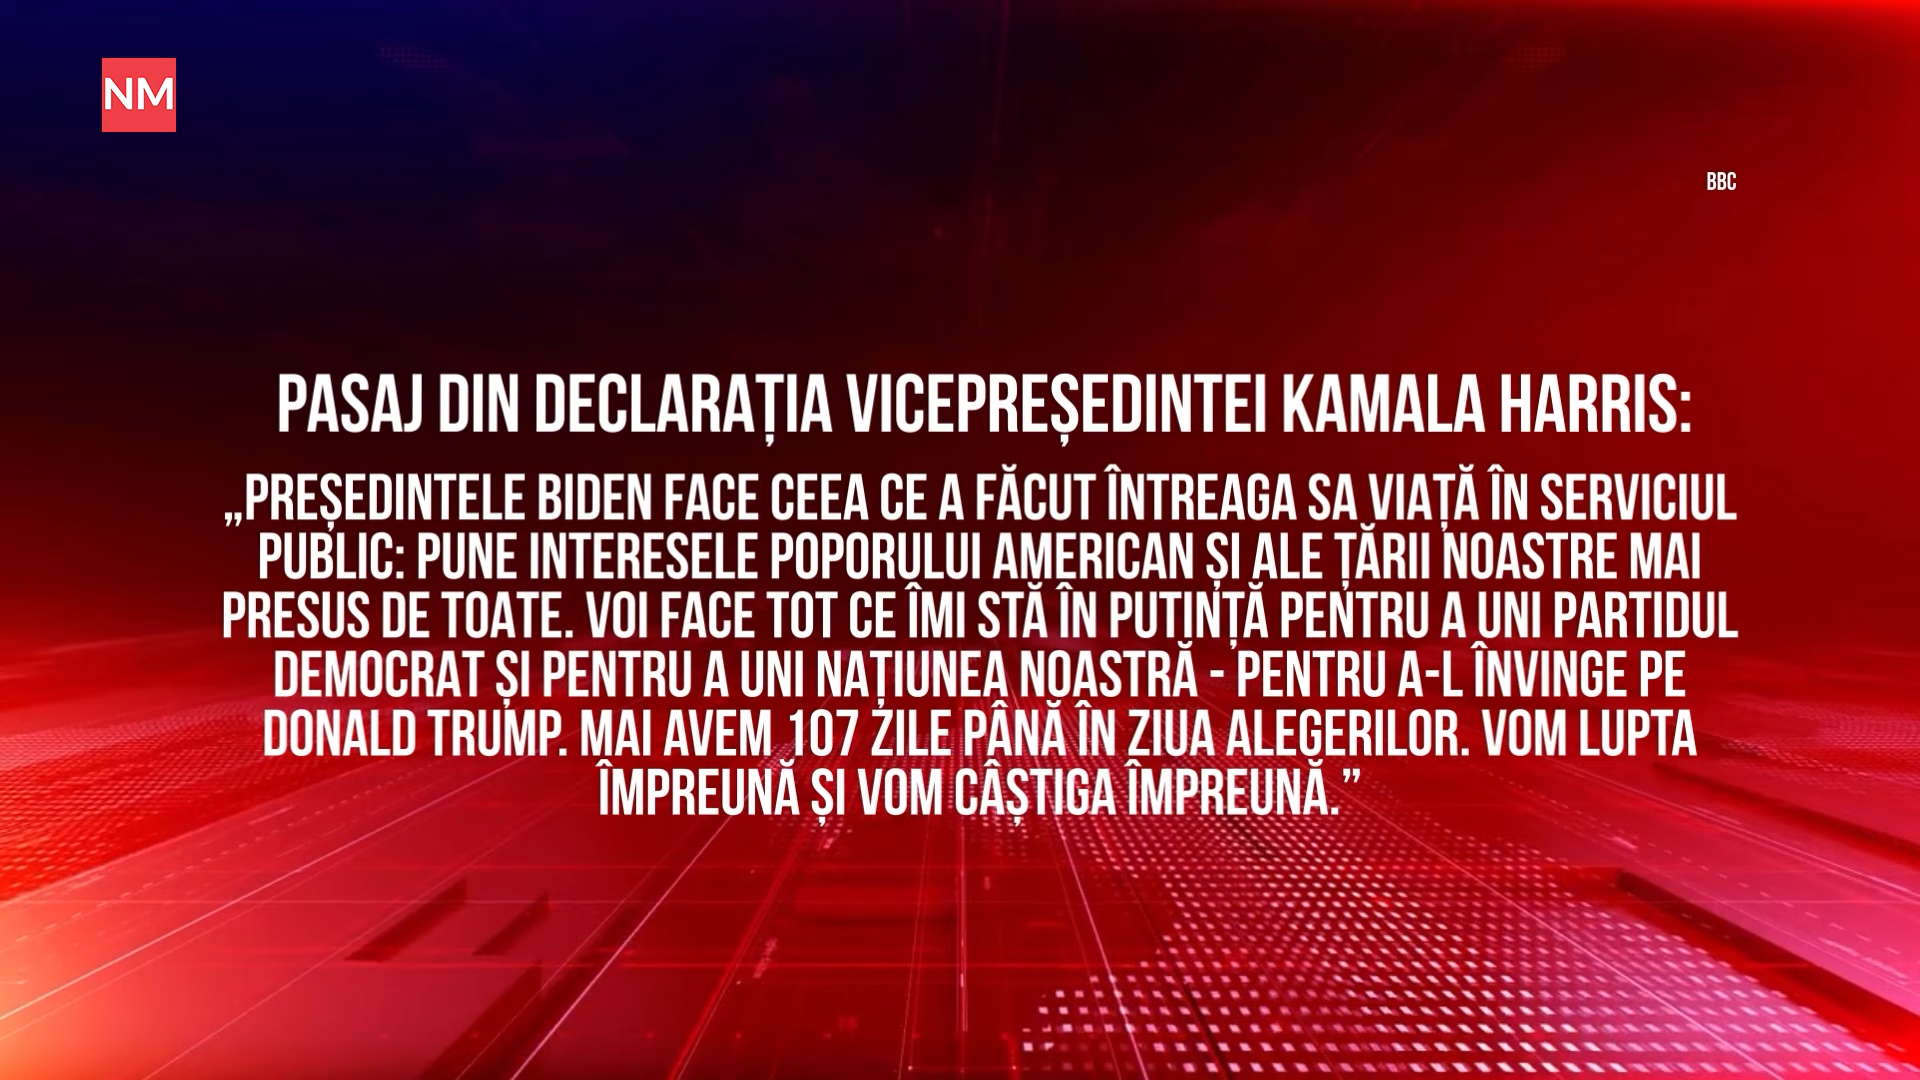 NM
BBC
PASAJ DIN DECLARAȚIA VICEPREȘEDINTEI KAMALA HARRIS:
„PREȘEDINTELE BIDEN FACE CEEA CE A FĂCUT ÎNTREAGA SA VIAȚĂ ÎN SERVICIUL
PUBLIC: PUNE INTERESELE POPORULUI AMERICAN ȘI ALE ȚĂRII NOASTRE MAI
PRESUS DE TOATE. VOI FACE TOT CE ÎMI STĂ ÎN PUTINȚĂ PENTRU A UNI PARTIDUL
DEMOCRAT ȘI PENTRU A UNI NAȚIUNEA NOASTRĂ - PENTRU A-L ÎNVINGE PE
DONALD TRUMP. MAI AVEM 107 ZILE PÂNĂ ÎN ZIUA ALEGERILOR. VOM LUPTA
ÎMPREUNĂ ȘI VOM CÂȘTIGA ÎMPREUNĂ.”